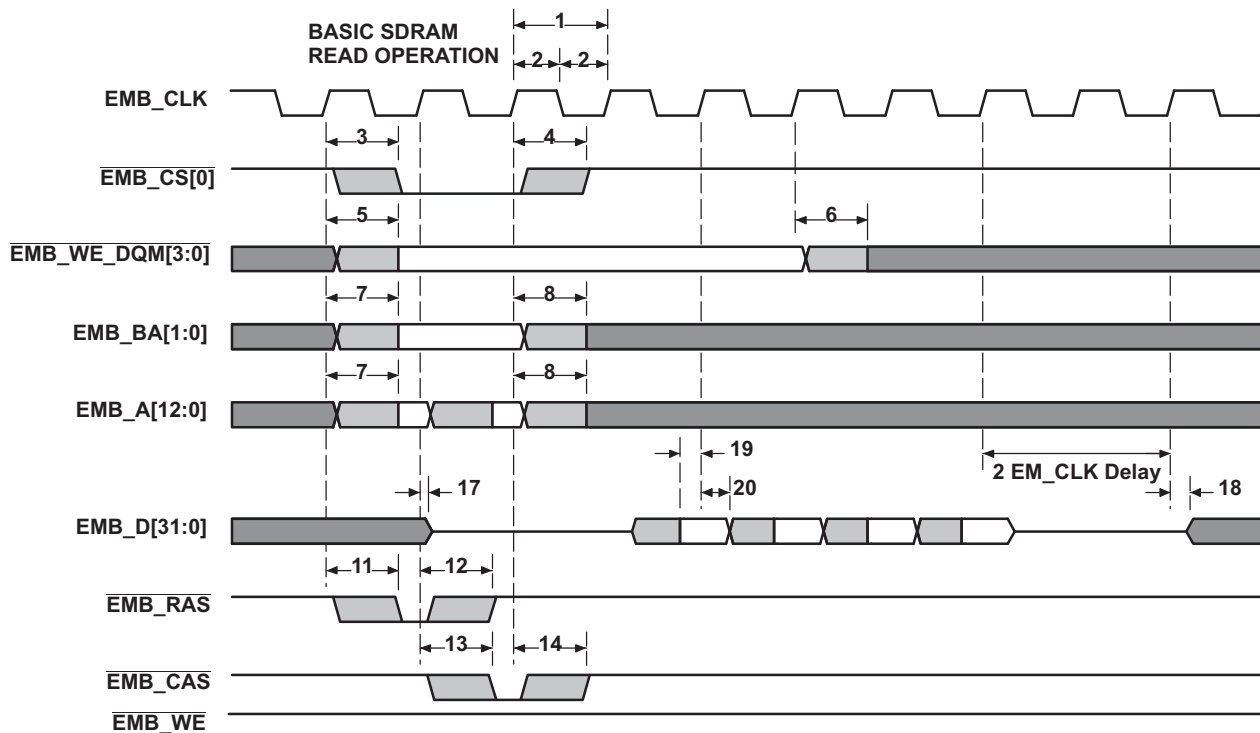 BASIC SDRAM
READ OPERATION
1
2 2
EMB_CLK
3 4
EMB_CS[0]
5 6
EMB_WE_DQM[3:0]
7 8
EMB_BA[1:0]
7 8
EMB_A[12:0]
19
2 EM_CLK Delay
17 20 18
EMB_D[31:0]
11 12
EMB_RAS
13 14
EMB_CAS
EMB_WE